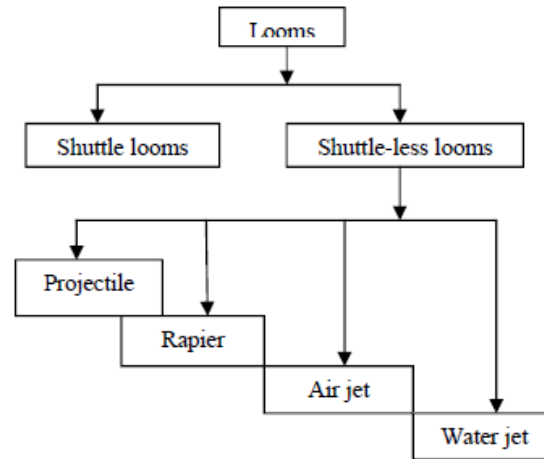 Looms
Shuttle looms
Shuttle-less looms
Projectile
Rapier
Air jet
Water jet